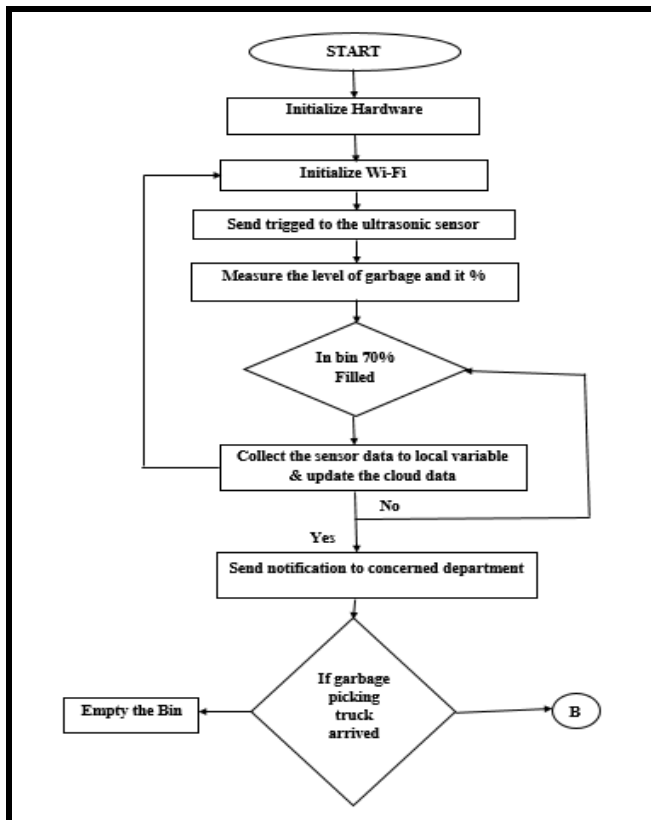 START
Initialize Hardware
Initialize Wi-Fi
Send trigged to the ultrasonic sensor
Measure the level of garbage and it %
In bin 70%
Filled
Collect the sensor data to local variable
& update the cloud data
No
Yes
Send notification to concerned department
If garbage
picking
truck
arrived
Empty the Bin
B